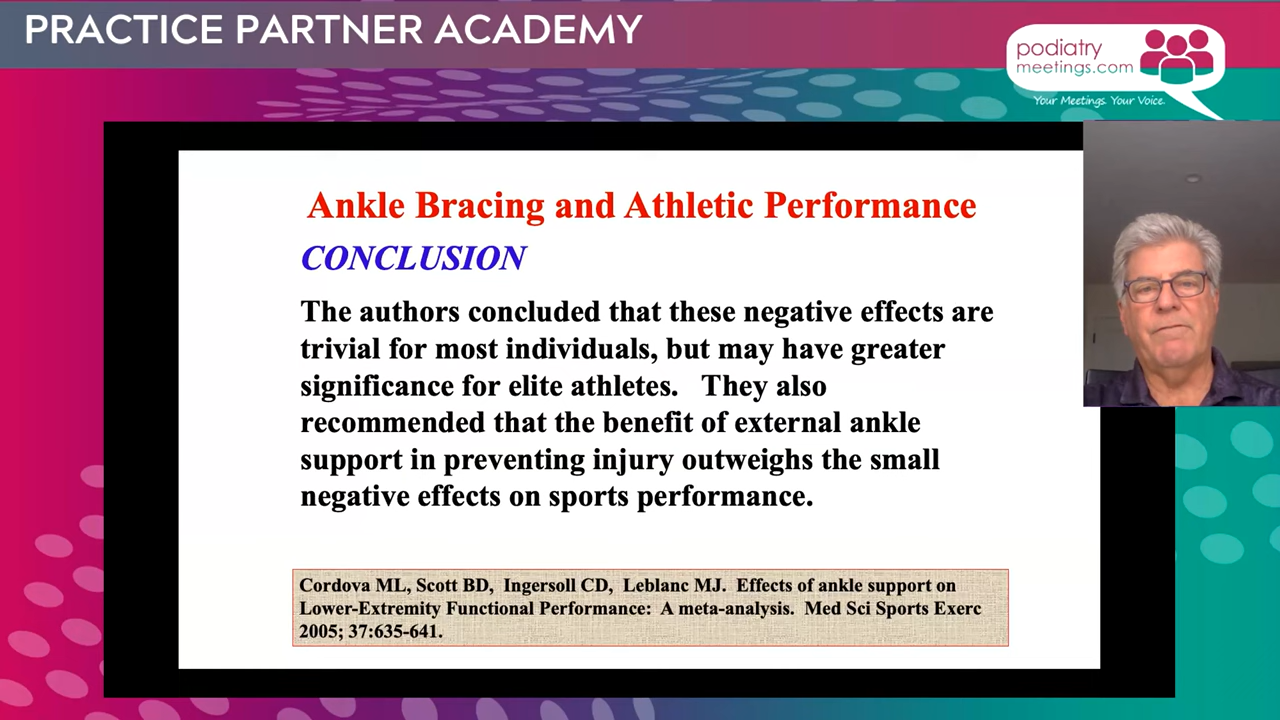 PRACTICE PARTNER ACADEMY
podiatry
meetings.com
Your Meetings. Your Voice.
Ankle Bracing and Athletic Performance
CONCLUSION
The authors concluded that these negative effects are
trivial for most individuals, but may have greater
significance for elite athletes. They also
recommended that the benefit of external ankle
support in preventing injury outweighs the small
negative effects on sports performance.
Cordova ML, Scott BD, Ingersoll CD, Leblanc MJ. Effects of ankle support on
Lower-Extremity Functional Performance: A meta-analysis. Med Sci Sports Exerc
2005; 37:635-641.